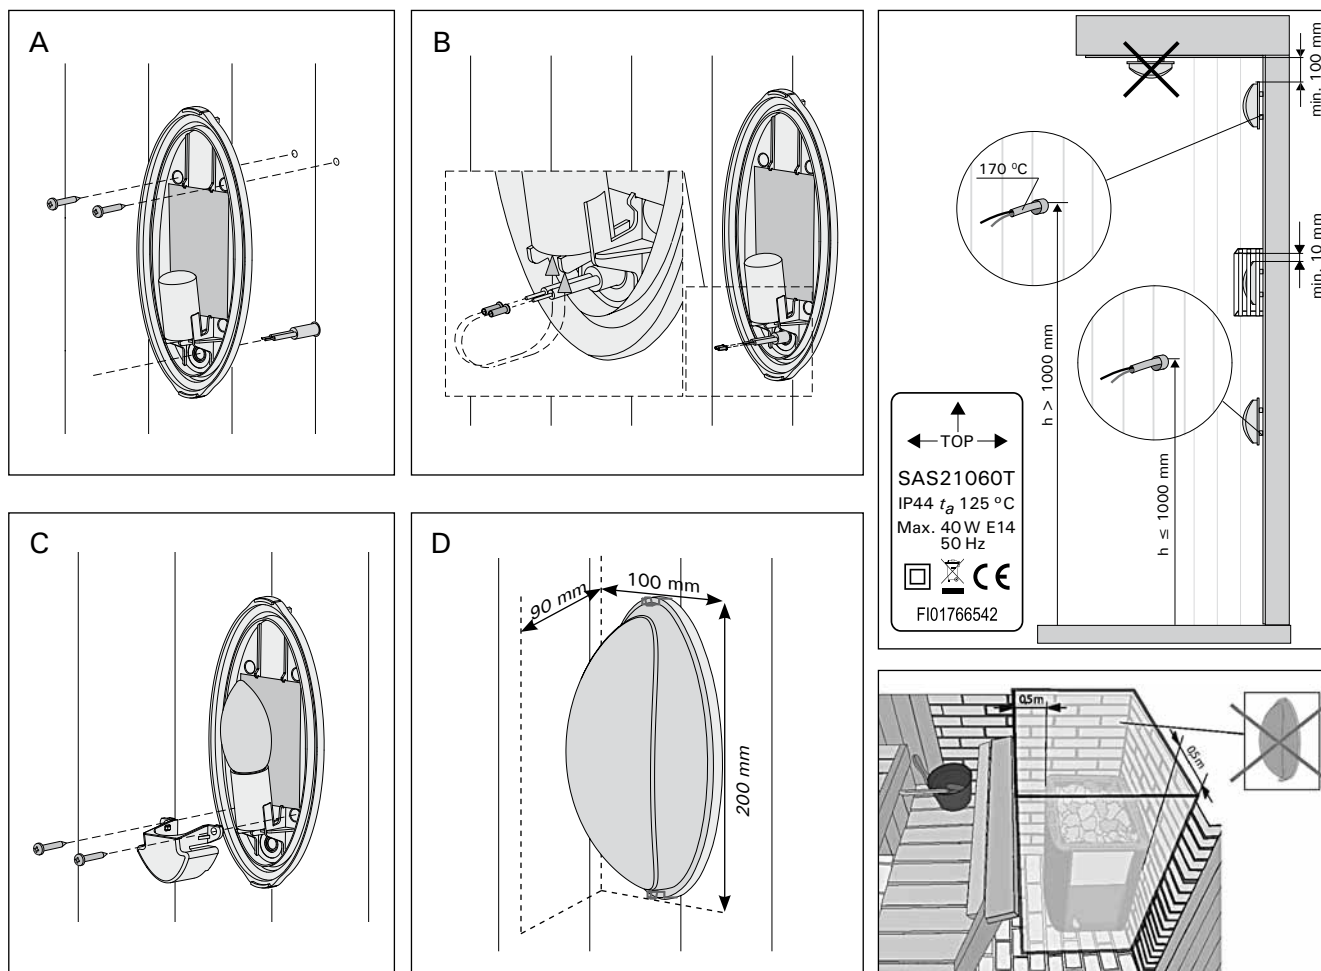 A
B
min. 100 mm
170 °C
min. 10 mm
h > 1000 mm
h ≤ 1000 mm
TOP
SAS21060T
IP44 ta 125 °C
Max. 40 W E14
50 Hz
CE
FI01766542
C
D
90 mm
100 mm
200 mm
0,5m
0,5m